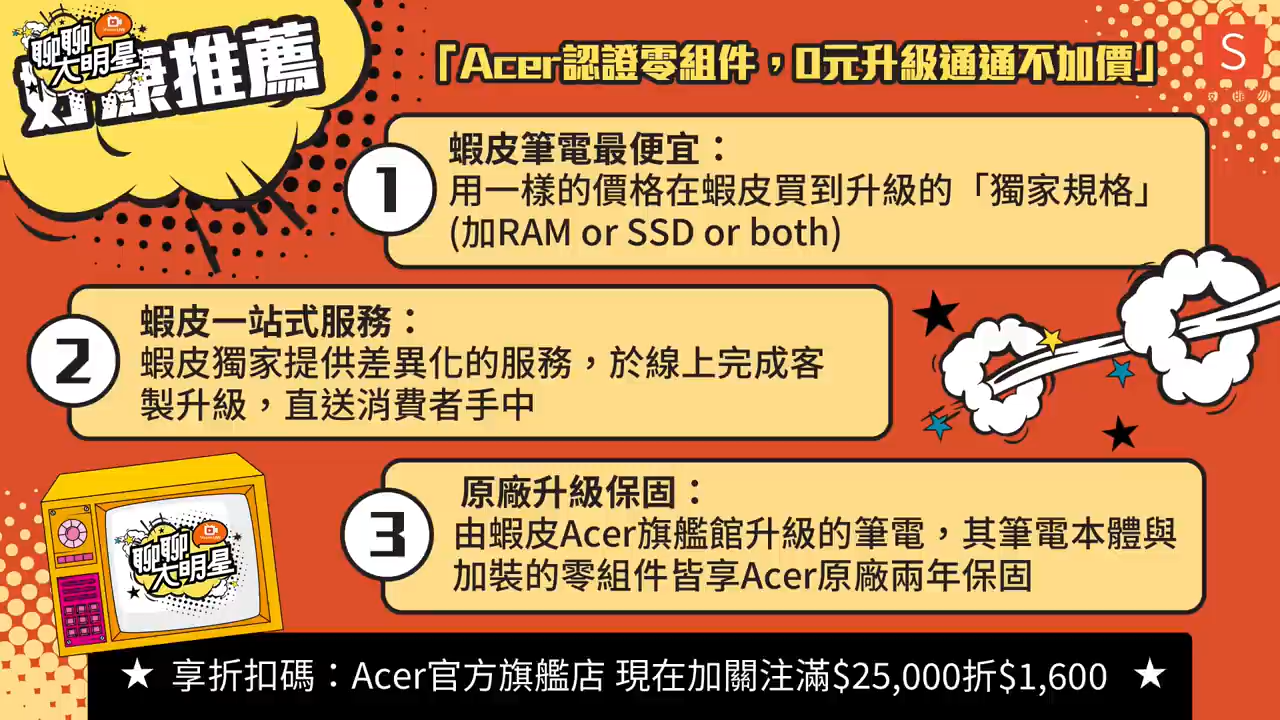 聊聊
大明星
好康推薦
「Acer認證零組件，0元升級通通不加價」
S
1
蝦皮筆電最便宜：
用一樣的價格在蝦皮買到升級的「獨家規格」
(加RAM or SSD or both)
2
蝦皮一站式服務：
蝦皮獨家提供差異化的服務，於線上完成客
製升級，直送消費者手中
3
原廠升級保固：
由蝦皮Acer旗艦館升級的筆電，其筆電本體與
加裝的零組件皆享Acer原廠兩年保固
聊聊
大明星
★ 享折扣碼：Acer官方旗艦店 現在加關注滿$25,000折$1,600 ★